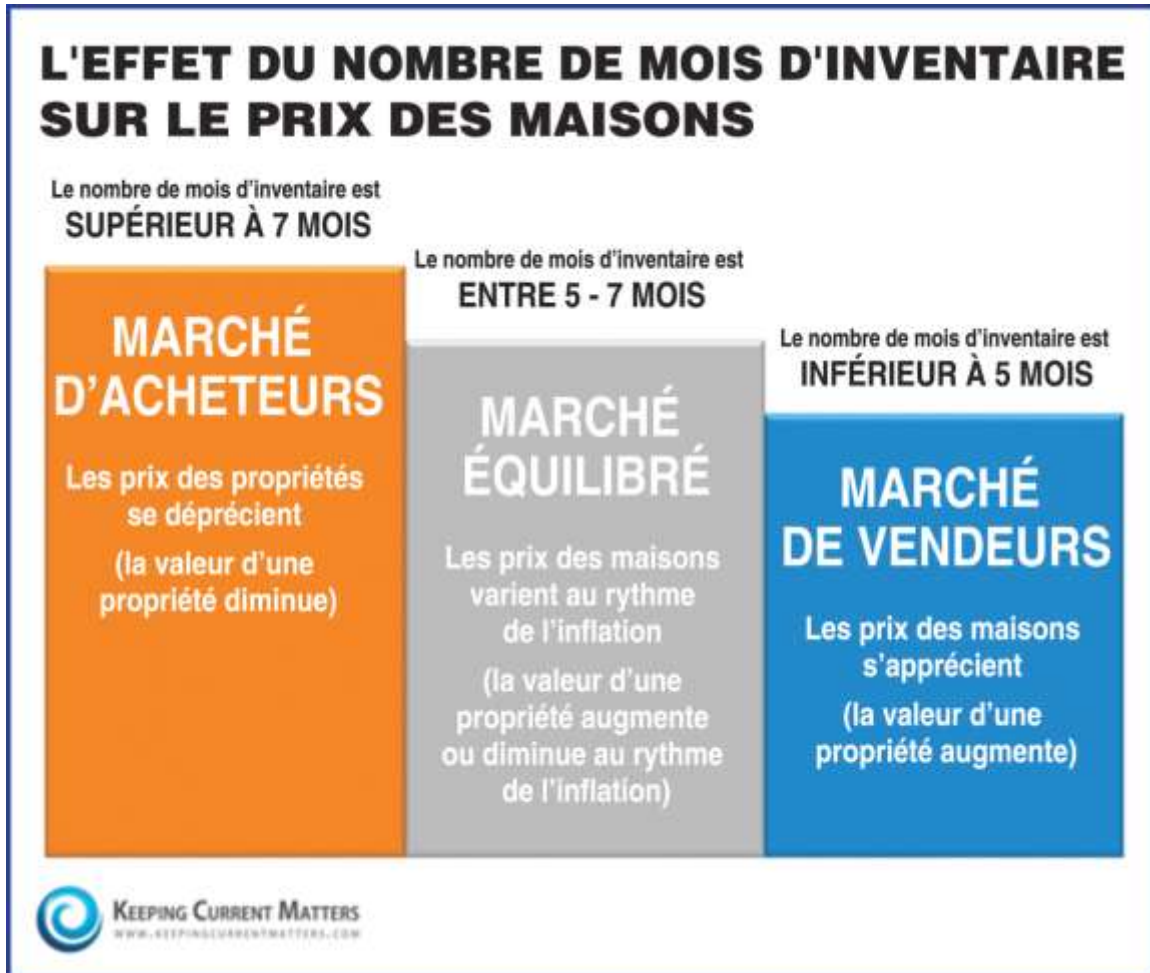 L'EFFET DU NOMBRE DE MOIS D'INVENTAIRE
SUR LE PRIX DES MAISONS
Le nombre de mois d'inventaire est
SUPÉRIEUR À 7 MOIS
MARCHÉ
D'ACHETEURS
Les prix des propriétés
se déprécient
(la valeur d'une
propriété diminue)
Le nombre de mois d'inventaire est
ENTRE 5 - 7 MOIS
MARCHÉ
ÉQUILIBRÉ
Les prix des maisons
varient au rythme
de l'inflation
(la valeur d'une
propriété augmente
ou diminue au rythme
de l'inflation)
Le nombre de mois d'inventaire est
INFÉRIEUR À 5 MOIS
MARCHÉ
DE VENDEURS
Les prix des maisons
s'apprécient
(la valeur d'une
propriété augmente)
KEEPING CURRENT MATTERS
WWW.KEEPINGCURRENTMATTERS.COM